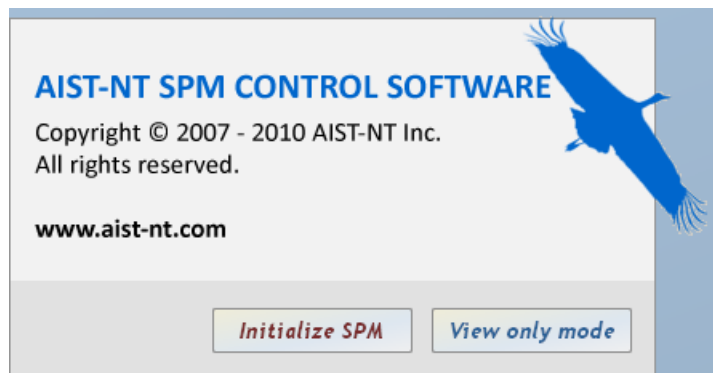 AIST-NT SPM CONTROL SOFTWARE
Copyright © 2007 - 2010 AIST-NT Inc.
All rights reserved.
www.aist-nt.com
Initialize SPM
View only mode